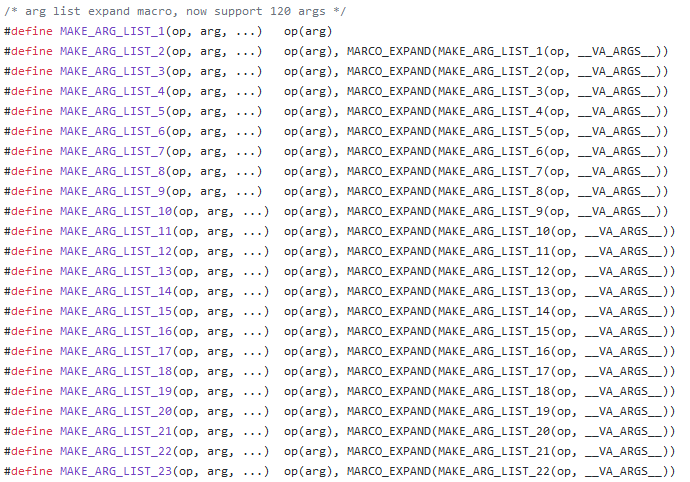 /* arg list expand macro, now support 120 args */
#define MAKE_ARG_LIST_1(op, arg, ...)   op(arg)
#define MAKE_ARG_LIST_2(op, arg, ...)   op(arg), MARCO_EXPAND(MAKE_ARG_LIST_1(op, __VA_ARGS__))
#define MAKE_ARG_LIST_3(op, arg, ...)   op(arg), MARCO_EXPAND(MAKE_ARG_LIST_2(op, __VA_ARGS__))
#define MAKE_ARG_LIST_4(op, arg, ...)   op(arg), MARCO_EXPAND(MAKE_ARG_LIST_3(op, __VA_ARGS__))
#define MAKE_ARG_LIST_5(op, arg, ...)   op(arg), MARCO_EXPAND(MAKE_ARG_LIST_4(op, __VA_ARGS__))
#define MAKE_ARG_LIST_6(op, arg, ...)   op(arg), MARCO_EXPAND(MAKE_ARG_LIST_5(op, __VA_ARGS__))
#define MAKE_ARG_LIST_7(op, arg, ...)   op(arg), MARCO_EXPAND(MAKE_ARG_LIST_6(op, __VA_ARGS__))
#define MAKE_ARG_LIST_8(op, arg, ...)   op(arg), MARCO_EXPAND(MAKE_ARG_LIST_7(op, __VA_ARGS__))
#define MAKE_ARG_LIST_9(op, arg, ...)   op(arg), MARCO_EXPAND(MAKE_ARG_LIST_8(op, __VA_ARGS__))
#define MAKE_ARG_LIST_10(op, arg, ...)  op(arg), MARCO_EXPAND(MAKE_ARG_LIST_9(op, __VA_ARGS__))
#define MAKE_ARG_LIST_11(op, arg, ...)  op(arg), MARCO_EXPAND(MAKE_ARG_LIST_10(op, __VA_ARGS__))
#define MAKE_ARG_LIST_12(op, arg, ...)  op(arg), MARCO_EXPAND(MAKE_ARG_LIST_11(op, __VA_ARGS__))
#define MAKE_ARG_LIST_13(op, arg, ...)  op(arg), MARCO_EXPAND(MAKE_ARG_LIST_12(op, __VA_ARGS__))
#define MAKE_ARG_LIST_14(op, arg, ...)  op(arg), MARCO_EXPAND(MAKE_ARG_LIST_13(op, __VA_ARGS__))
#define MAKE_ARG_LIST_15(op, arg, ...)  op(arg), MARCO_EXPAND(MAKE_ARG_LIST_14(op, __VA_ARGS__))
#define MAKE_ARG_LIST_16(op, arg, ...)  op(arg), MARCO_EXPAND(MAKE_ARG_LIST_15(op, __VA_ARGS__))
#define MAKE_ARG_LIST_17(op, arg, ...)  op(arg), MARCO_EXPAND(MAKE_ARG_LIST_16(op, __VA_ARGS__))
#define MAKE_ARG_LIST_18(op, arg, ...)  op(arg), MARCO_EXPAND(MAKE_ARG_LIST_17(op, __VA_ARGS__))
#define MAKE_ARG_LIST_19(op, arg, ...)  op(arg), MARCO_EXPAND(MAKE_ARG_LIST_18(op, __VA_ARGS__))
#define MAKE_ARG_LIST_20(op, arg, ...)  op(arg), MARCO_EXPAND(MAKE_ARG_LIST_19(op, __VA_ARGS__))
#define MAKE_ARG_LIST_21(op, arg, ...)  op(arg), MARCO_EXPAND(MAKE_ARG_LIST_20(op, __VA_ARGS__))
#define MAKE_ARG_LIST_22(op, arg, ...)  op(arg), MARCO_EXPAND(MAKE_ARG_LIST_21(op, __VA_ARGS__))
#define MAKE_ARG_LIST_23(op, arg, ...)  op(arg), MARCO_EXPAND(MAKE_ARG_LIST_22(op, __VA_ARGS__))